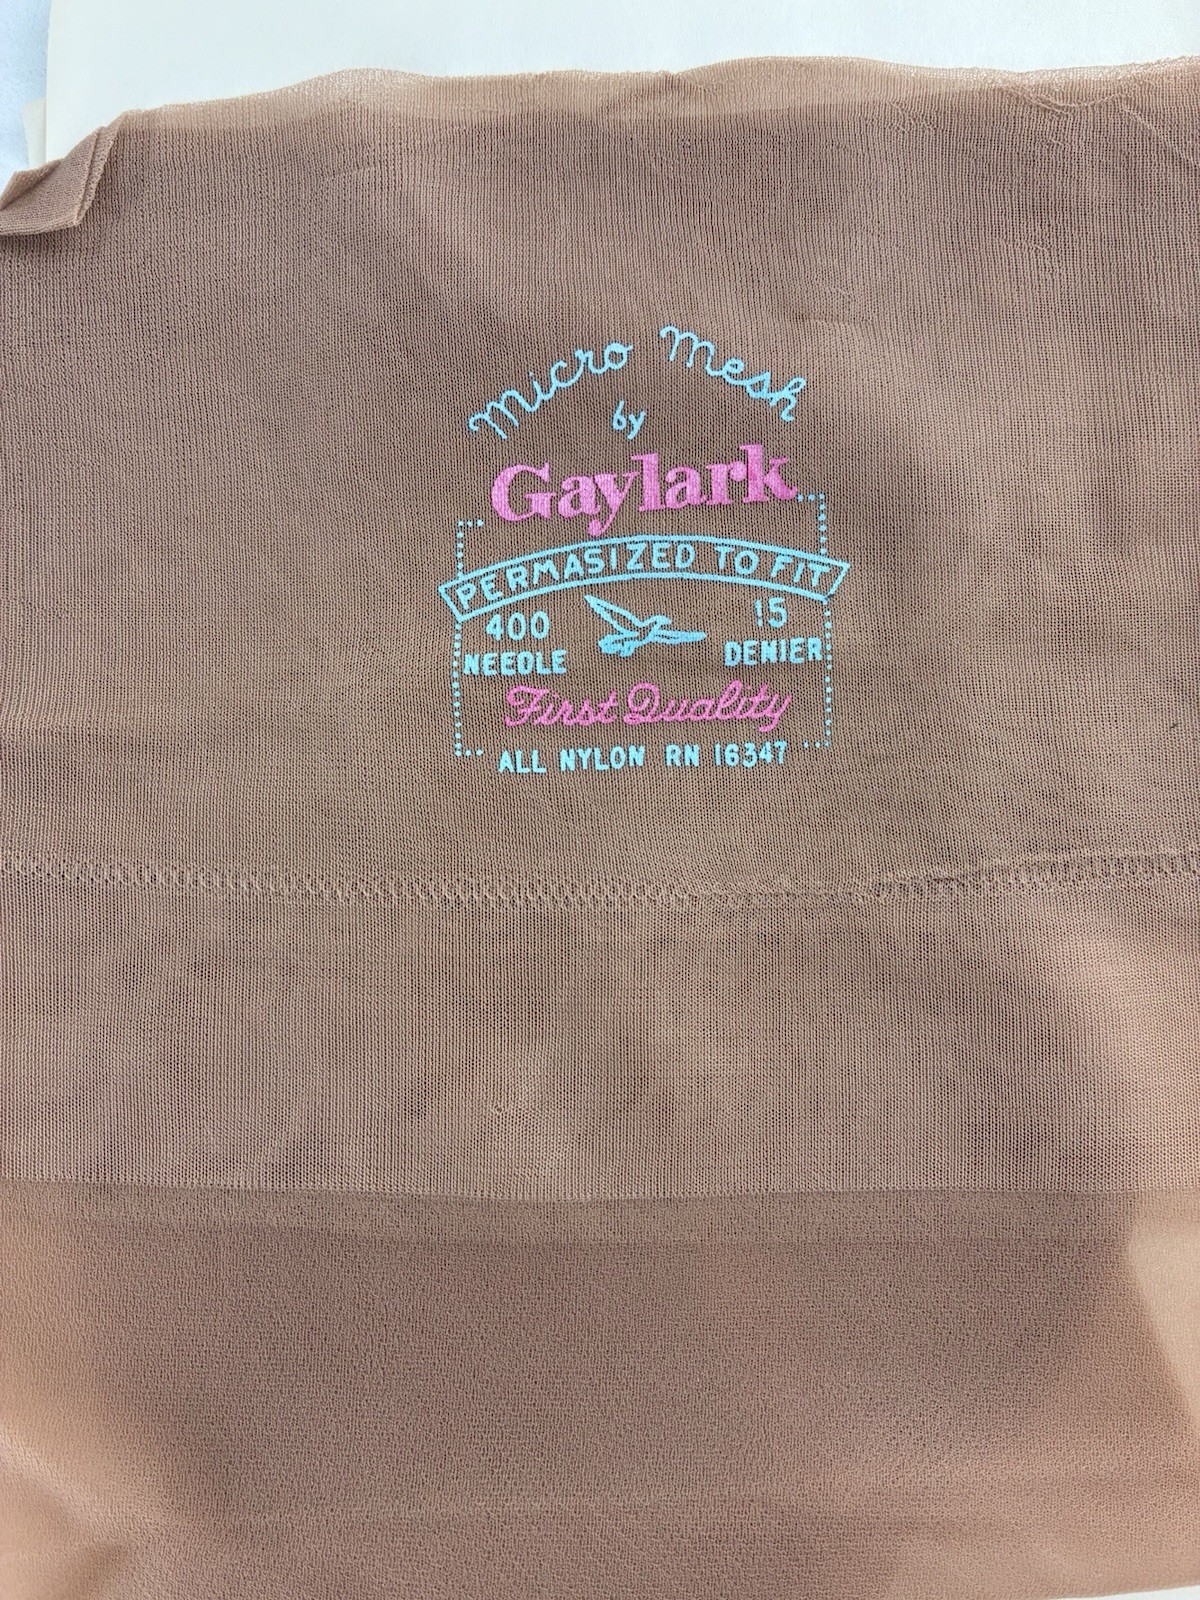 Micro Mesh
by
Gaylark
PERMASIZED TO FIT
400 15
NEEDLE DENIER
First Quality
ALL NYLON RN 16347